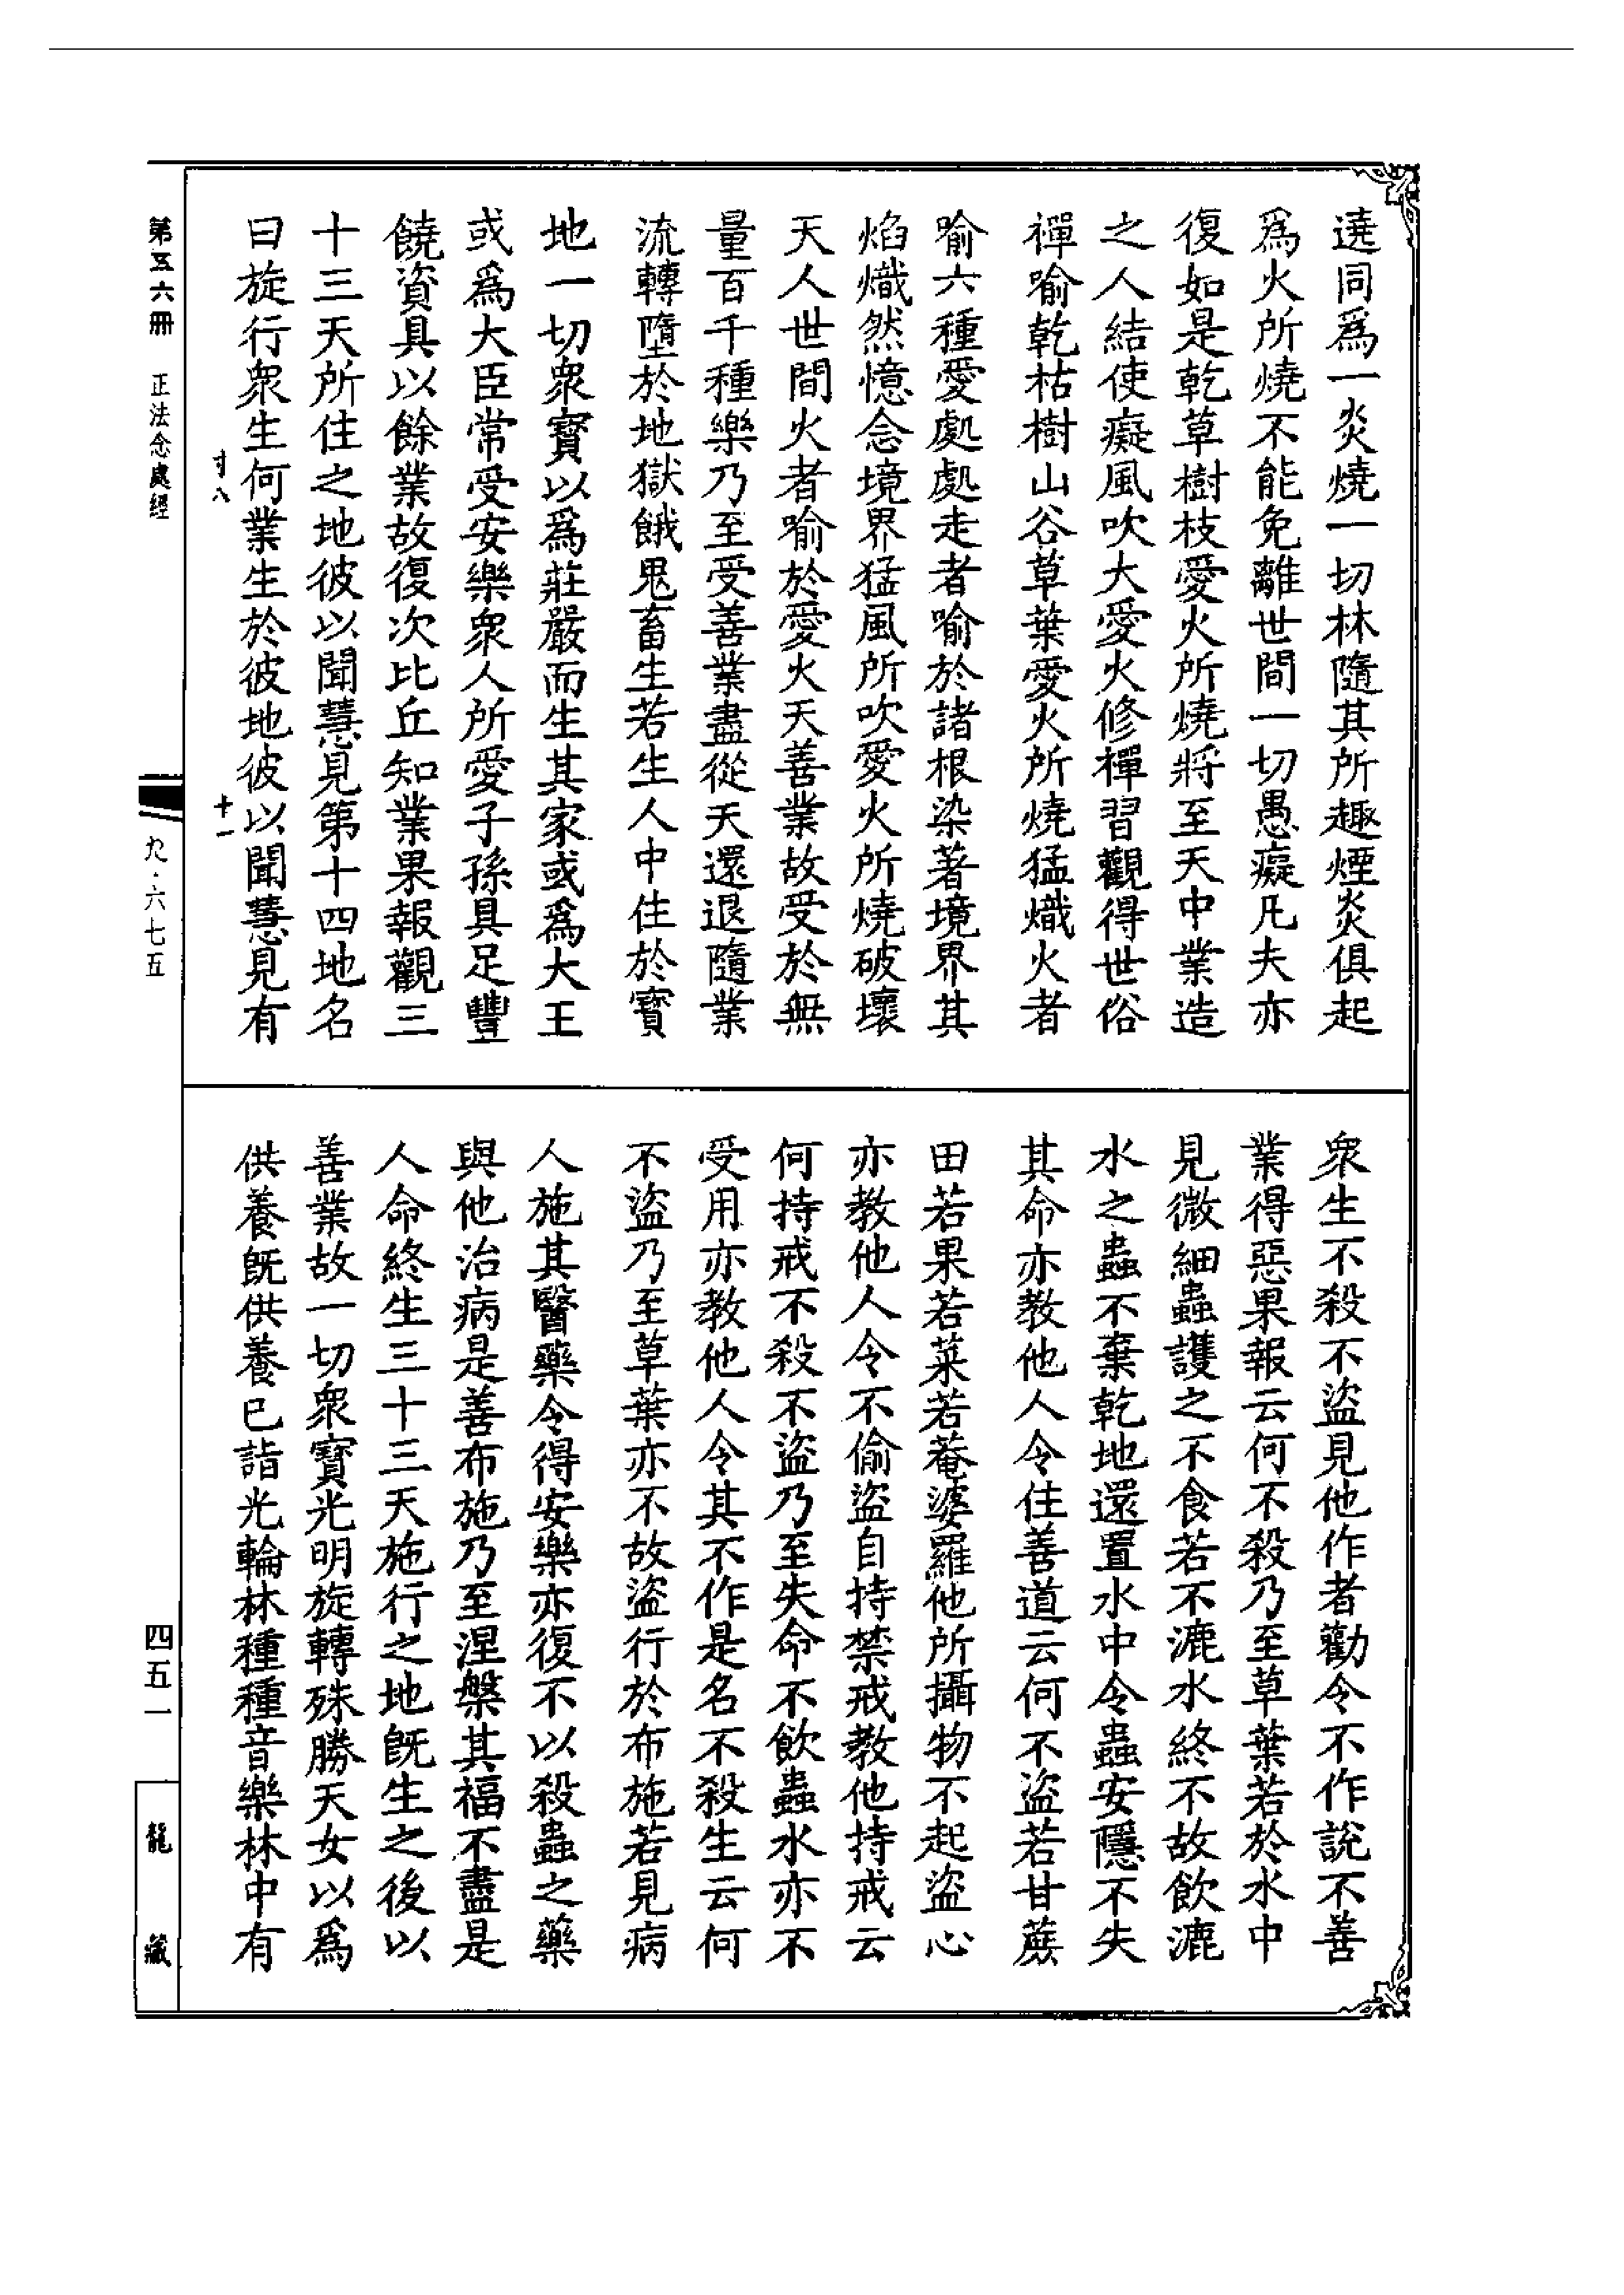 遶同為一炎燒一切林隨其所趣煙炎俱起
為火所燒不能免離世間一切愚癡凡夫亦
復如是乾草樹枝愛火所燒將至天中業造
之人結使癡風吹大愛火修禪習觀得世俗
禪喻乾枯樹山谷草葉愛火所燒猛熾火者
喻六種愛處處走者喻於諸根染著境界其
焰熾然憶念境界猛風所吹愛火所燒破壞
天人世間火者喻於愛火天善業故受於無
量百千種樂乃至受善業盡從天還退隨業
流轉墮於地獄餓鬼畜生若生人中住於寶
地一切眾寶以為莊嚴而生其家或為大王
或為大臣常受安樂眾人所愛子孫具足豐
饒資具以餘業故復次比丘知業果報觀三
十三天所住之地彼以聞慧見第十四地名
曰旋行眾生何業生於彼地彼以聞慧見有
眾生不殺不盜見他作者勸令不作說不善
業得惡果報云何不殺乃至草葉若於水中
見微細蟲護之不食若不漉水終不故飲漉
水之蟲不棄乾地還置水中令蟲安隱不失
其命亦教他人令住善道云何不盜若甘蔗
田若果若菜若菴婆羅他所攝物不起盜心
亦教他人令不偷盜自持禁戒教他持戒云
何持戒不殺不盜乃至失命不飲蟲水亦不
受用亦教他人令其不作是名不殺生云何
不盜乃至草葉亦不故盜行於布施若見病
人施其醫藥令得安樂亦復不以殺蟲之藥
與他治病是善布施乃至涅槃其福不盡是
人命終生三十三天施行之地既生之後以
善業故一切眾寶光明旋轉殊勝天女以為
供養既供養已詣光輪林種種音樂林中有
封八
十一
第五六冊 正法念處經
九·六七五
四五一
龍藏